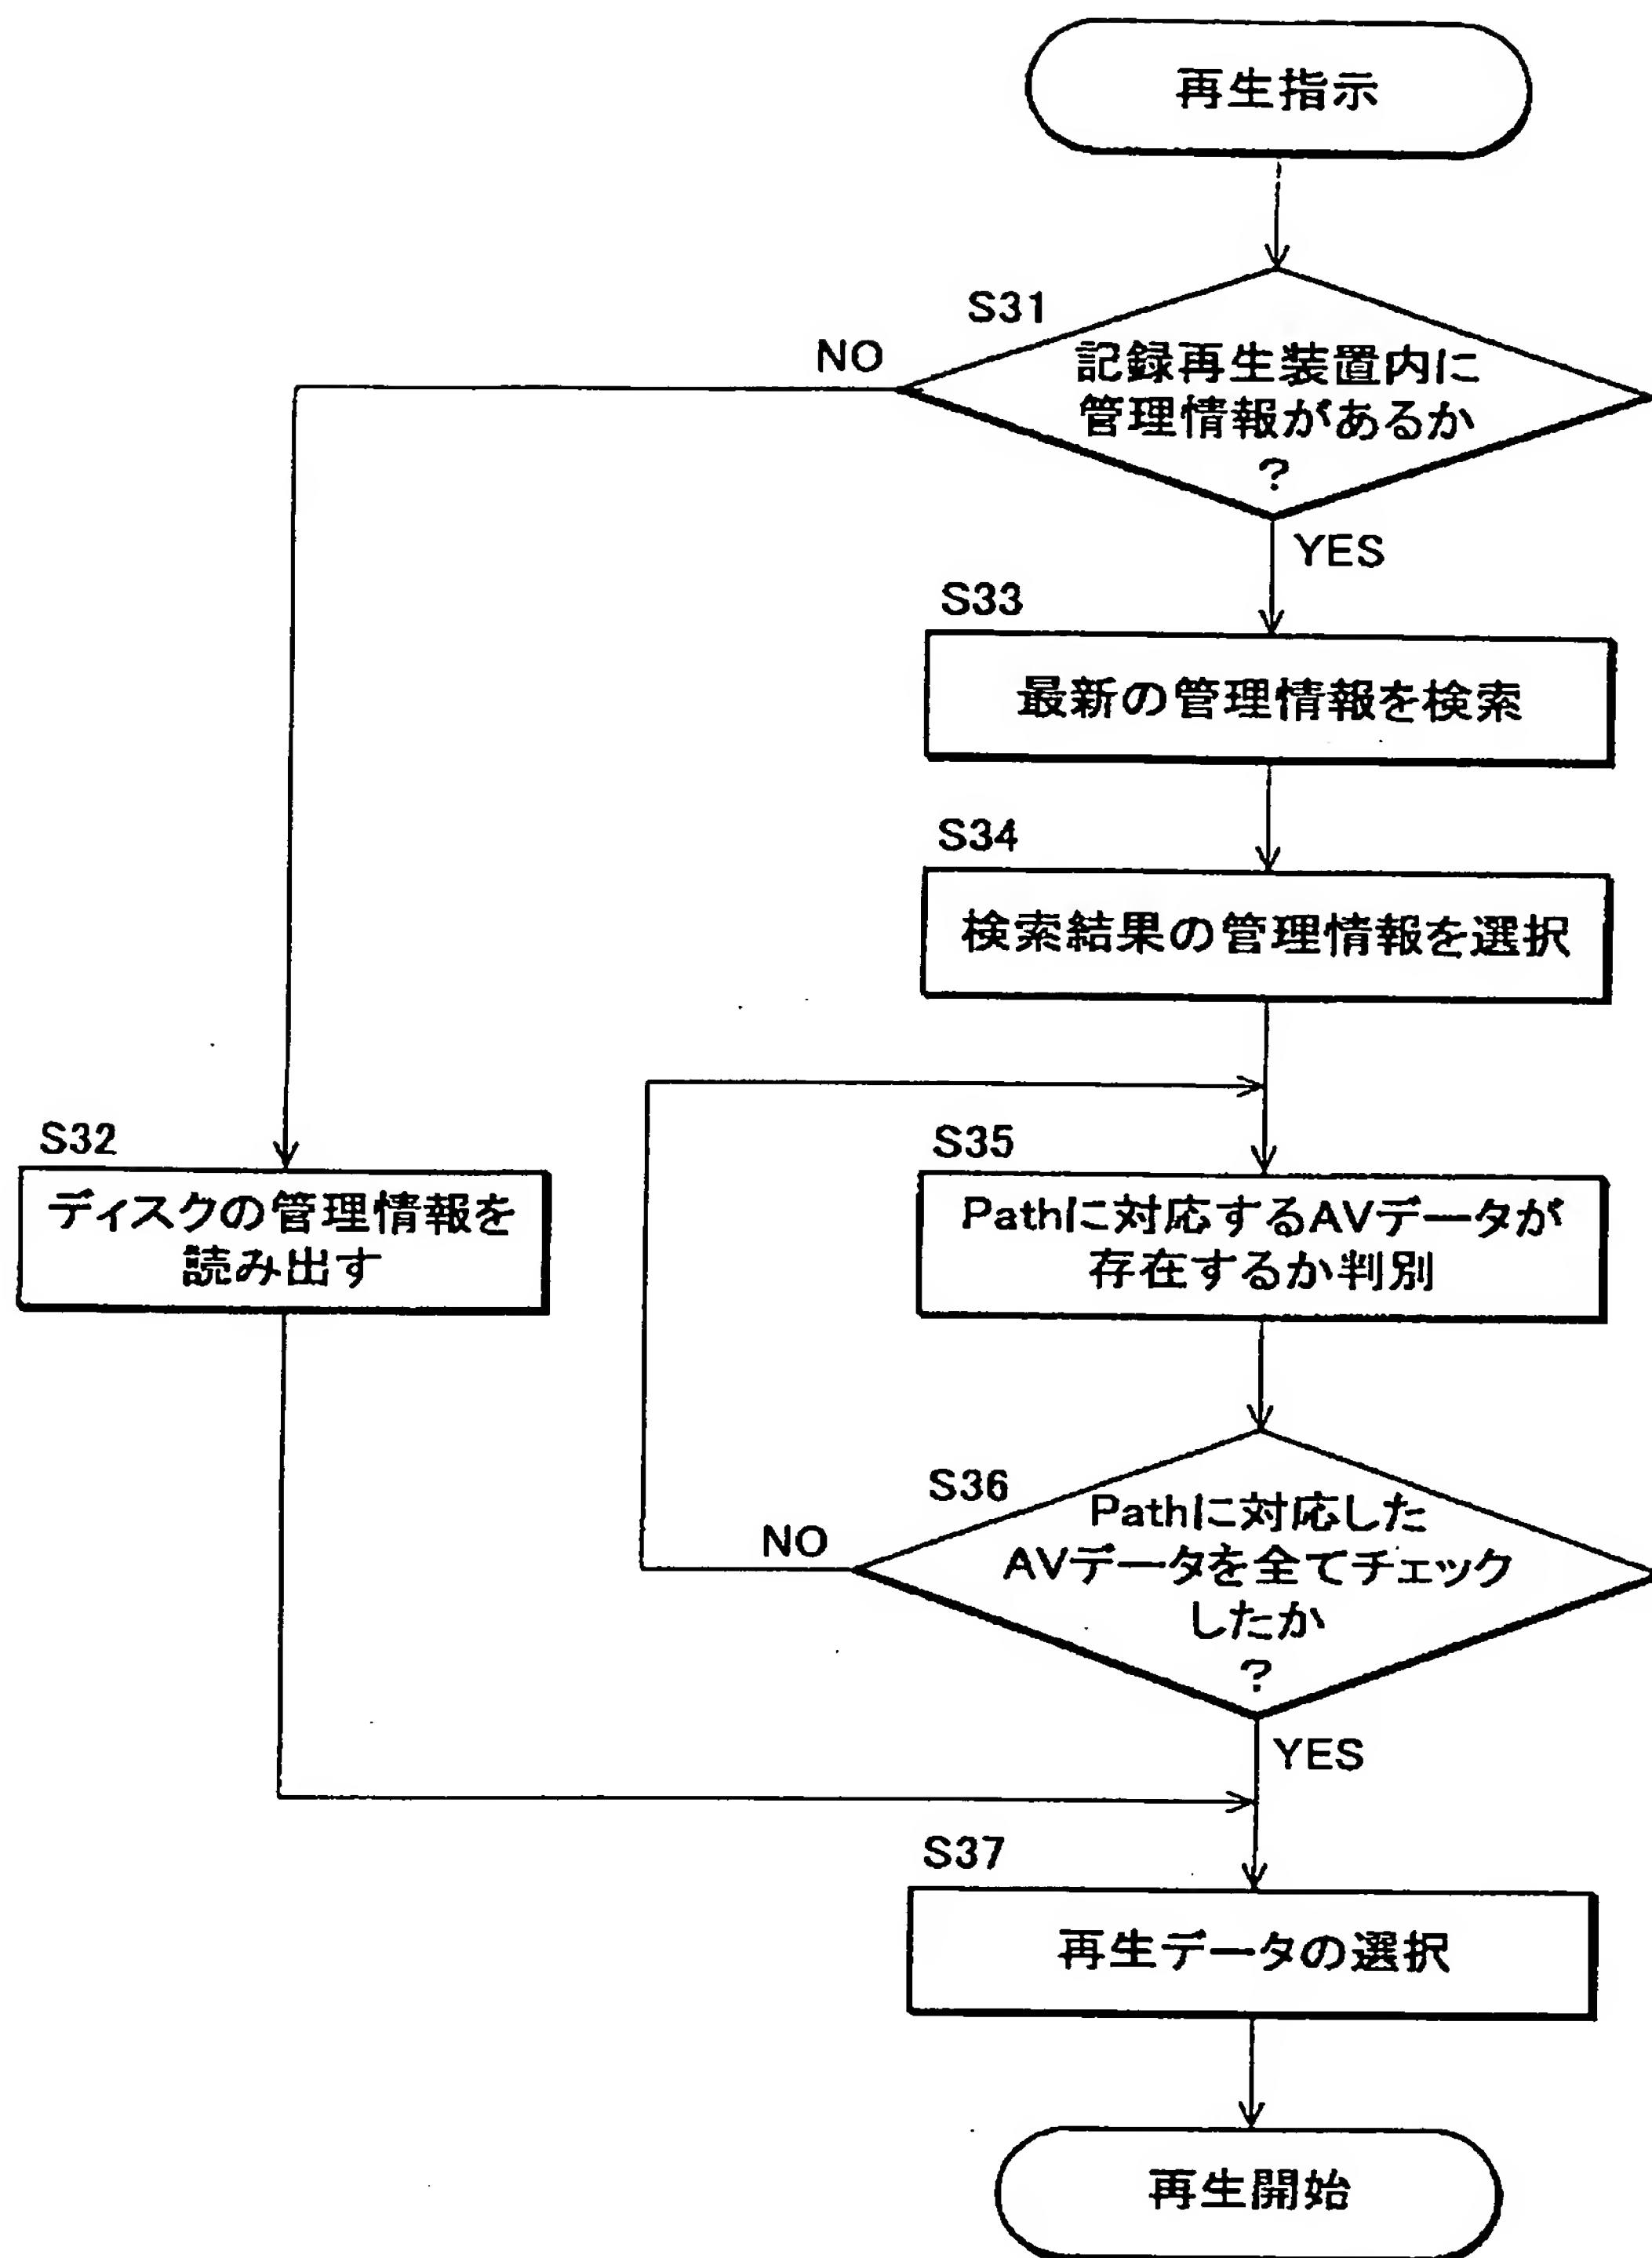 再生指示
S31
NO
記録再生装置内に
管理情報があるか
?
YES
S33
最新の管理情報を検索
S34
検索結果の管理情報を選択
S32
ディスクの管理情報を
読み出す
S35
Pathに対応するAVデータが
存在するか判別
S36
NO
Pathに対応した
AVデータを全てチェック
したか
?
YES
S37
再生データの選択
再生開始